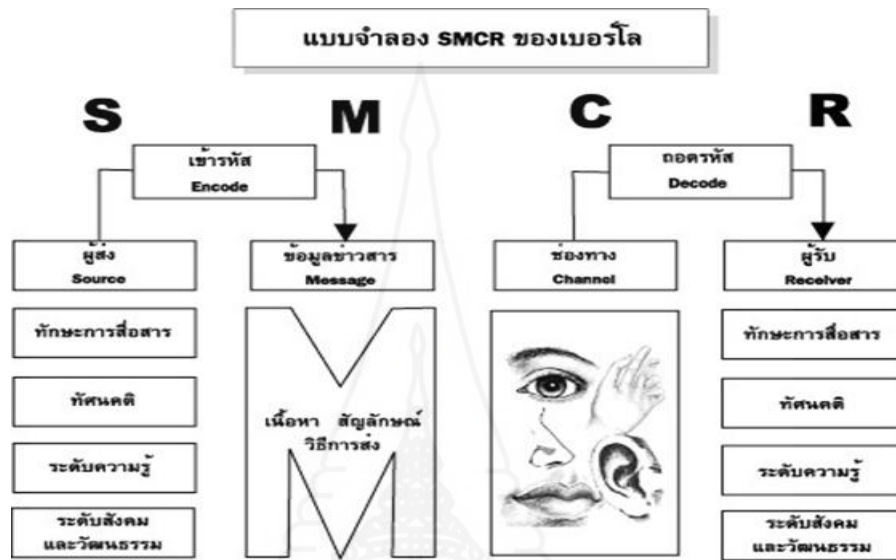 แบบจำลอง SMCR ของเบอร์โล
S M C R
เข้ารหัส
Encode
ถอดรหัส
Decode
ผู้ส่ง
Source
ข้อมูลข่าวสาร
Message
ช่องทาง
Channel
ผู้รับ
Receiver
ทักษะการสื่อสาร
ทัศนคติ
ระดับความรู้
ระดับสังคม
และวัฒนธรรม
M
เนื้อหา สัญลักษณ์
วิธีการส่ง
ทักษะการสื่อสาร
ทัศนคติ
ระดับความรู้
ระดับสังคม
และวัฒนธรรม